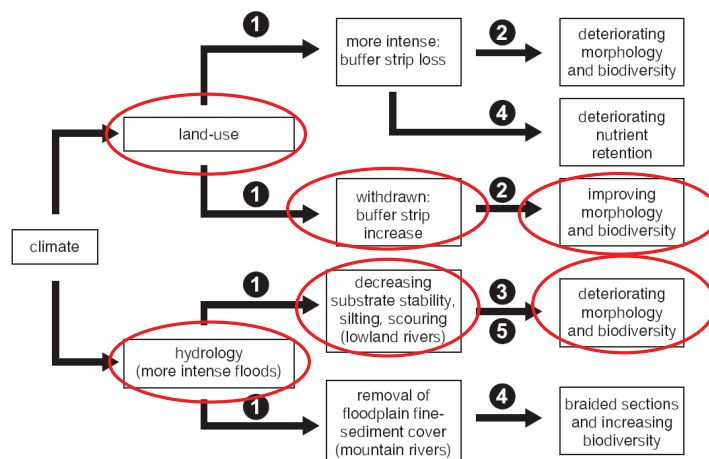 1
more intense:
buffer strip loss
2
deteriorating
morphology
and biodiversity
land-use
4
deteriorating
nutrient
retention
1
withdrawn:
buffer strip
increase
2
improving
morphology
and biodiversity
climate
1
decreasing
substrate stability,
silting, scouring
(lowland rivers)
3
5
deteriorating
morphology
and biodiversity
hydrology
(more intense floods)
1
removal of
floodplain fine-
sediment cover
(mountain rivers)
4
braided sections
and increasing
biodiversity